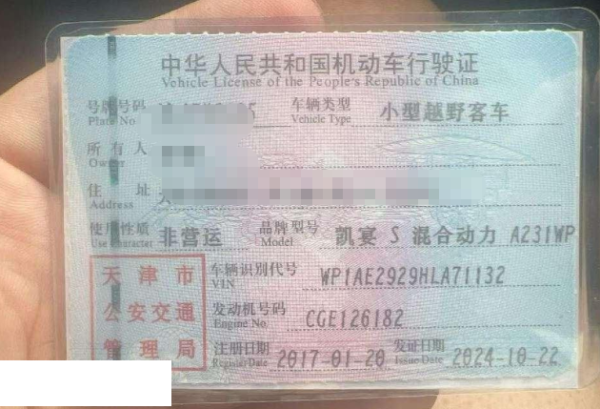 中华人民共和国机动车行驶证
Vehicle License of the People's Republic of China
号牌号码 车辆类型 小型越野客车
Plate No Vehicle Type
所有人
Owner
住址
Address
使用性质 非营运 品牌型号 凯宴 S 混合动力 A231WP
Use Character Model
天津市 车辆识别代号 WP1AE2929HLA71132
VIN
公安交通 发动机号码 CGE126182
Engine No
管理局 注册日期 2017-01-20 发证日期 2024-10-22
Register Date Issue Date